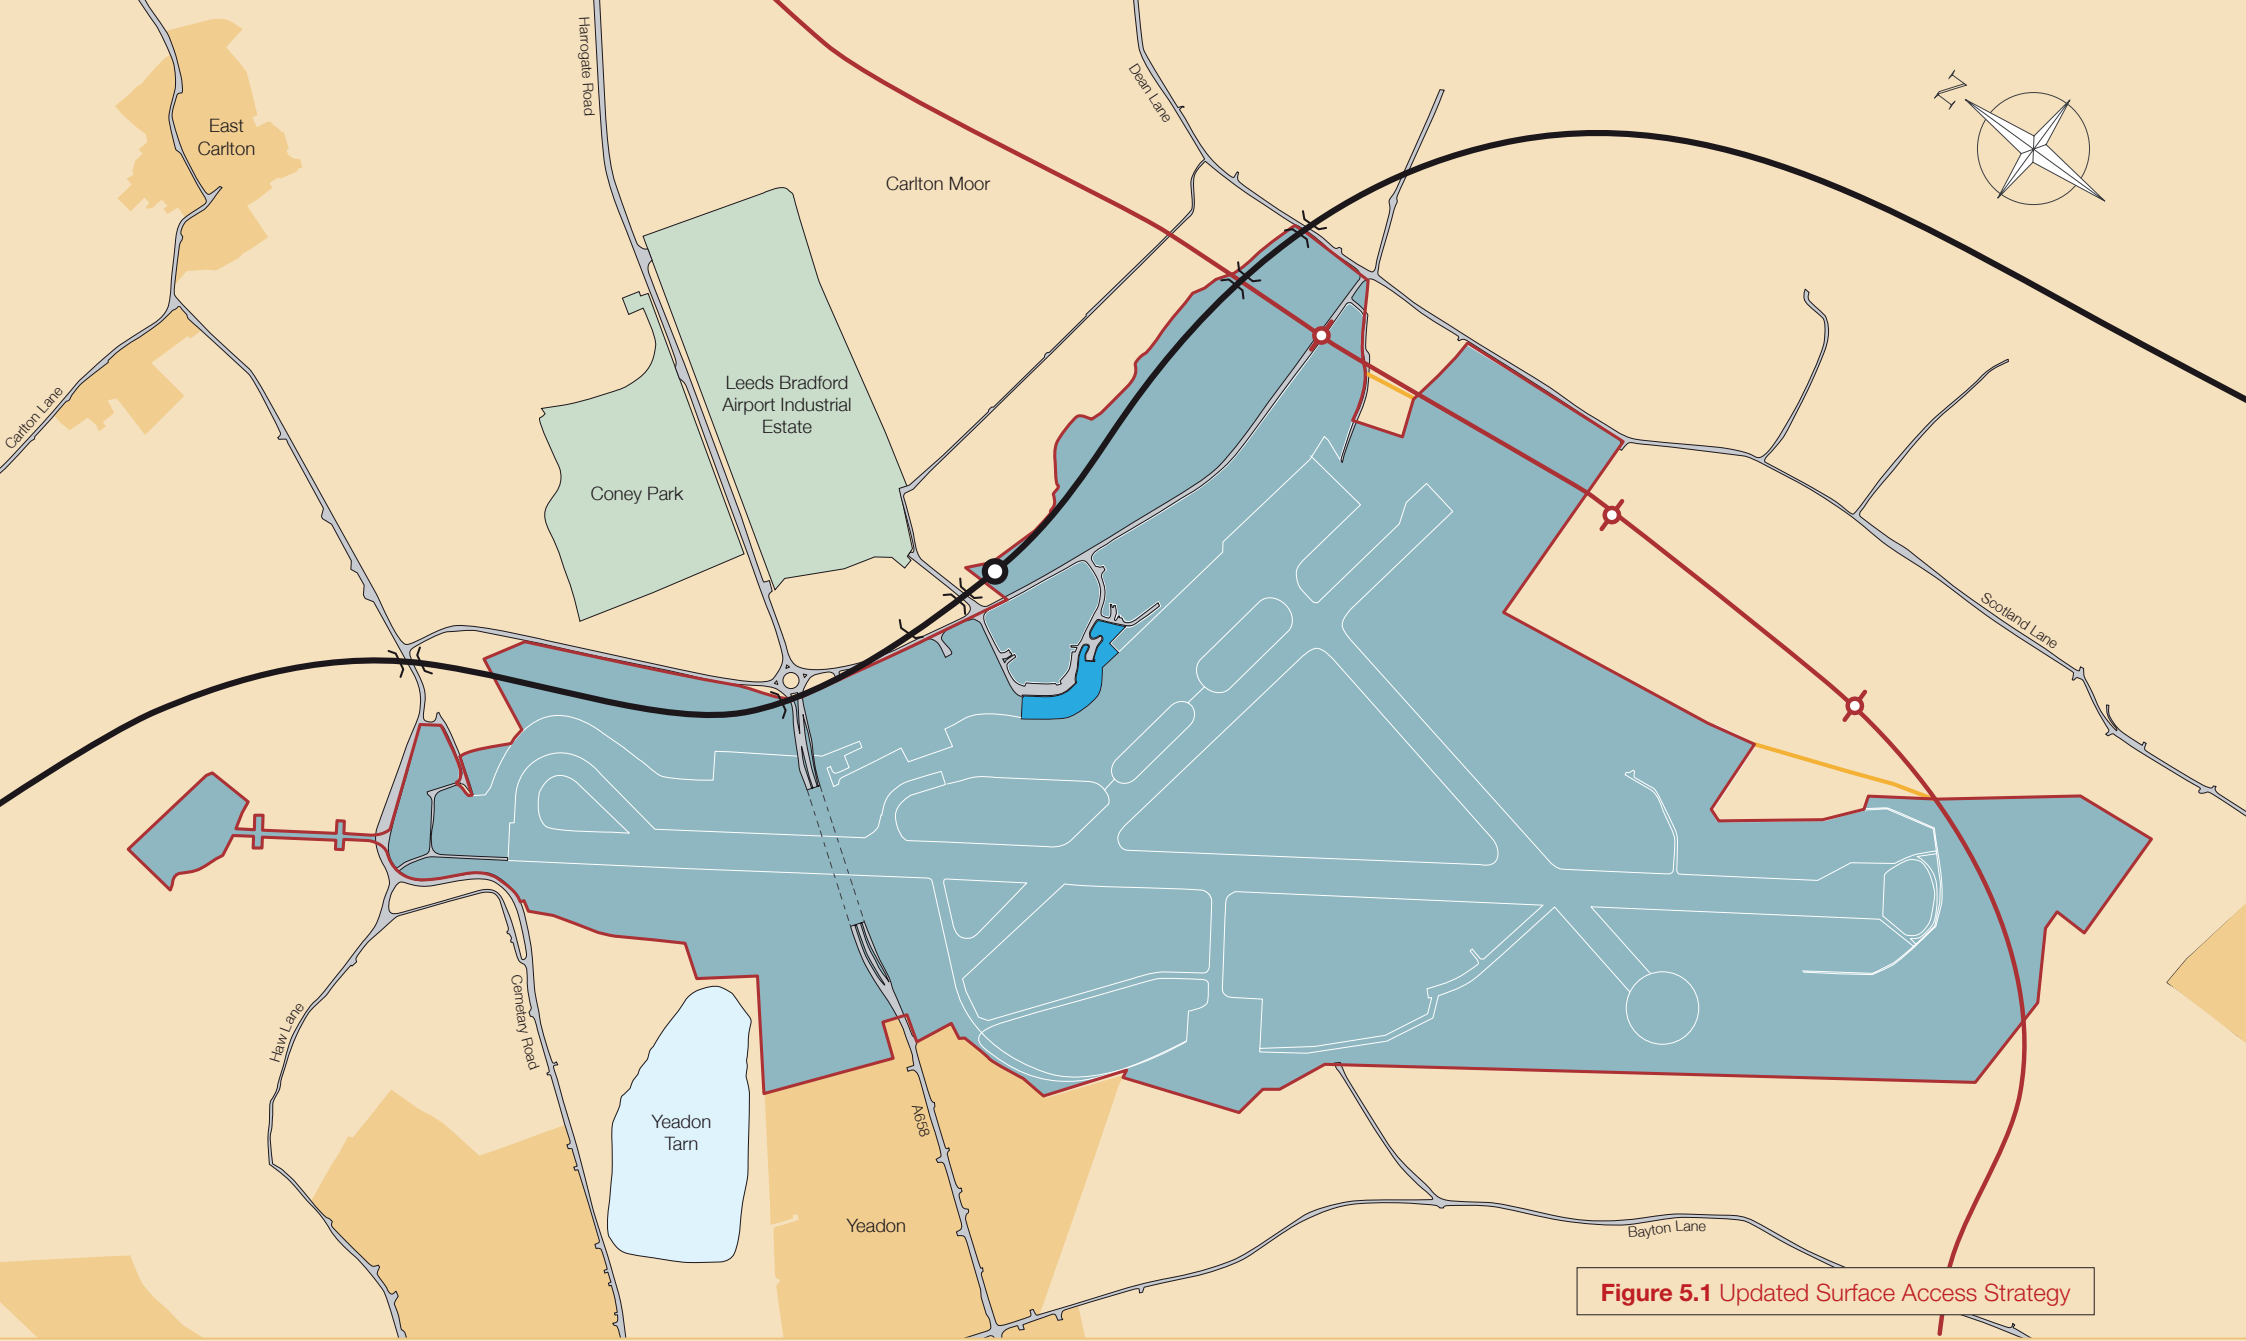 Harrogate Road
Dean Lane
N
East
Carlton
Carlton Moor
Leeds Bradford
Airport Industrial
Estate
Carlton Lane
Coney Park
Scotland Lane
Haw Lane
Cemetary Road
A658
Yeadon
Tarn
Yeadon
Bayton Lane
Figure 5.1 Updated Surface Access Strategy